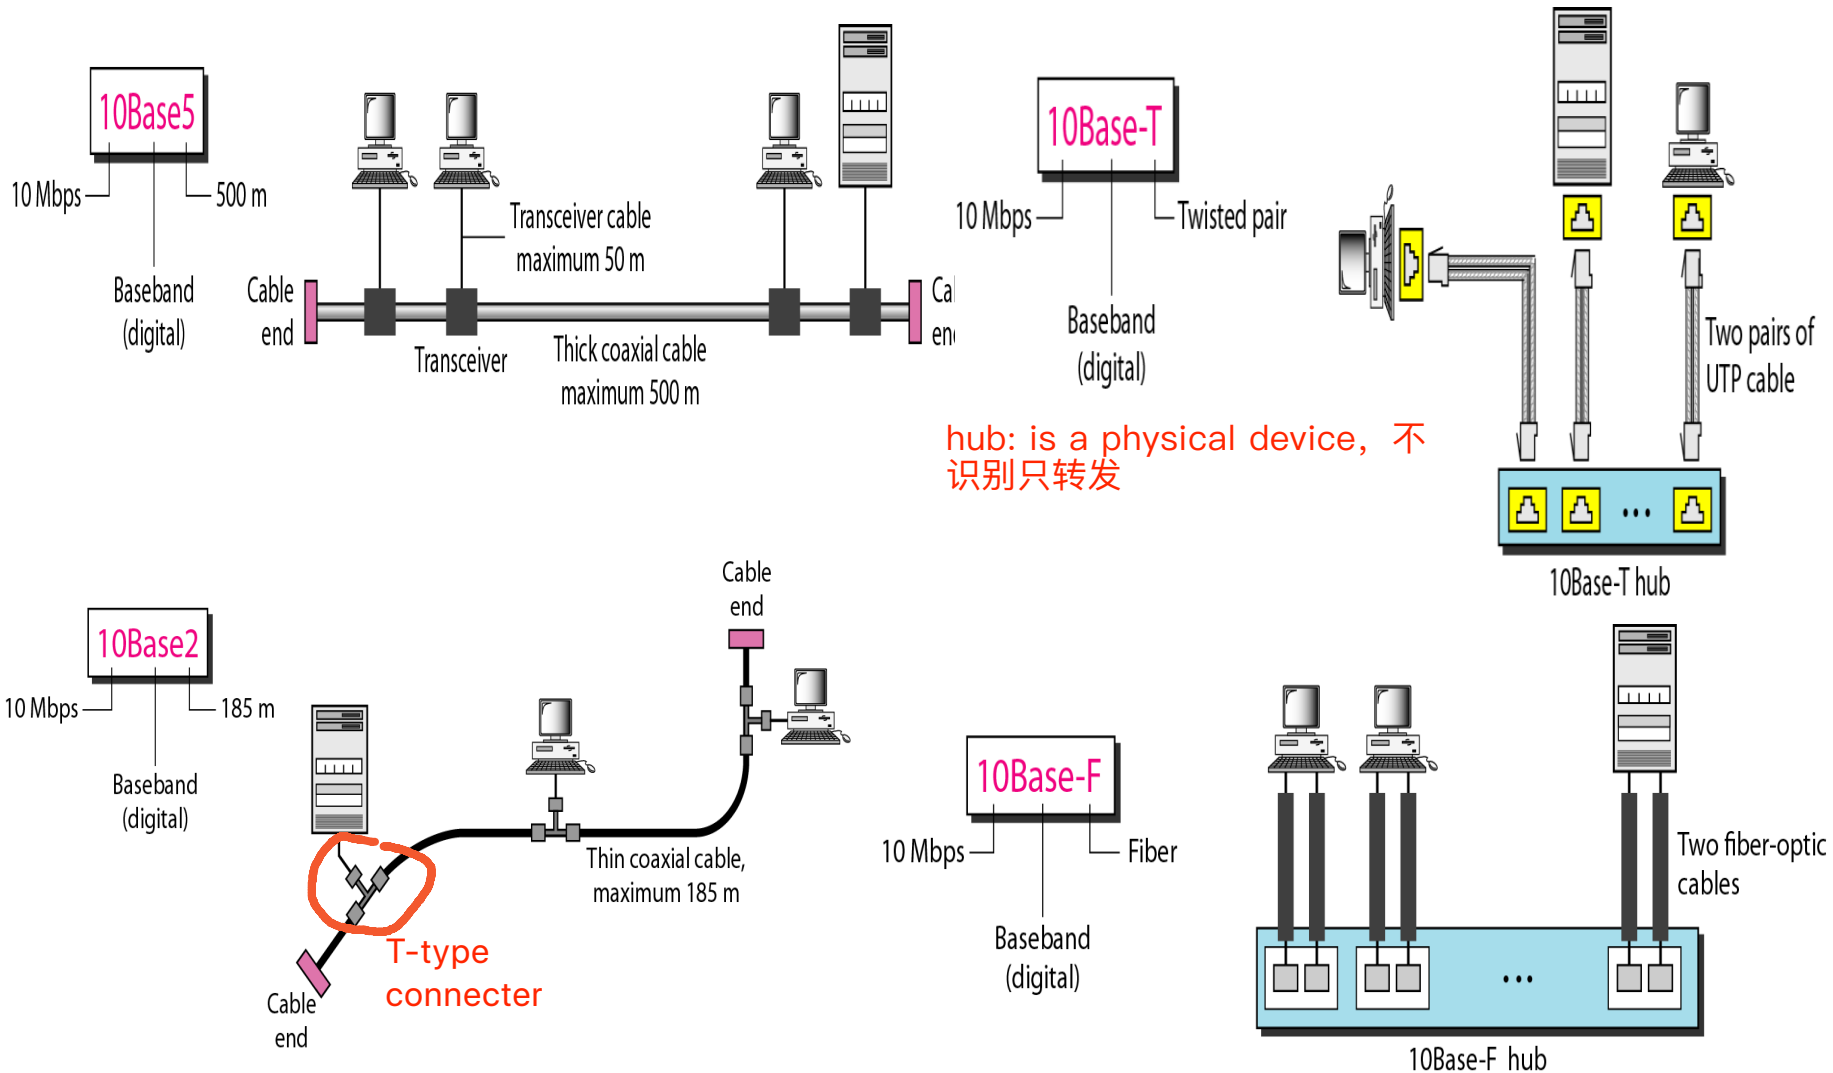 10Base5
10 Mbps
500 m
Baseband
(digital)
Transceiver cable
maximum 50 m
Cable
end
Transceiver
Thick coaxial cable
maximum 500 m
10Base-T
10 Mbps
Twisted pair
Baseband
(digital)
Two pairs of
UTP cable
hub: is a physical device，不
识别只转发
10Base-T hub
10Base2
10 Mbps
185 m
Baseband
(digital)
Cable
end
Thin coaxial cable,
maximum 185 m
T-type
connecter
Cable
end
10Base-F
10 Mbps
Fiber
Baseband
(digital)
Two fiber-optic
cables
10Base-F hub